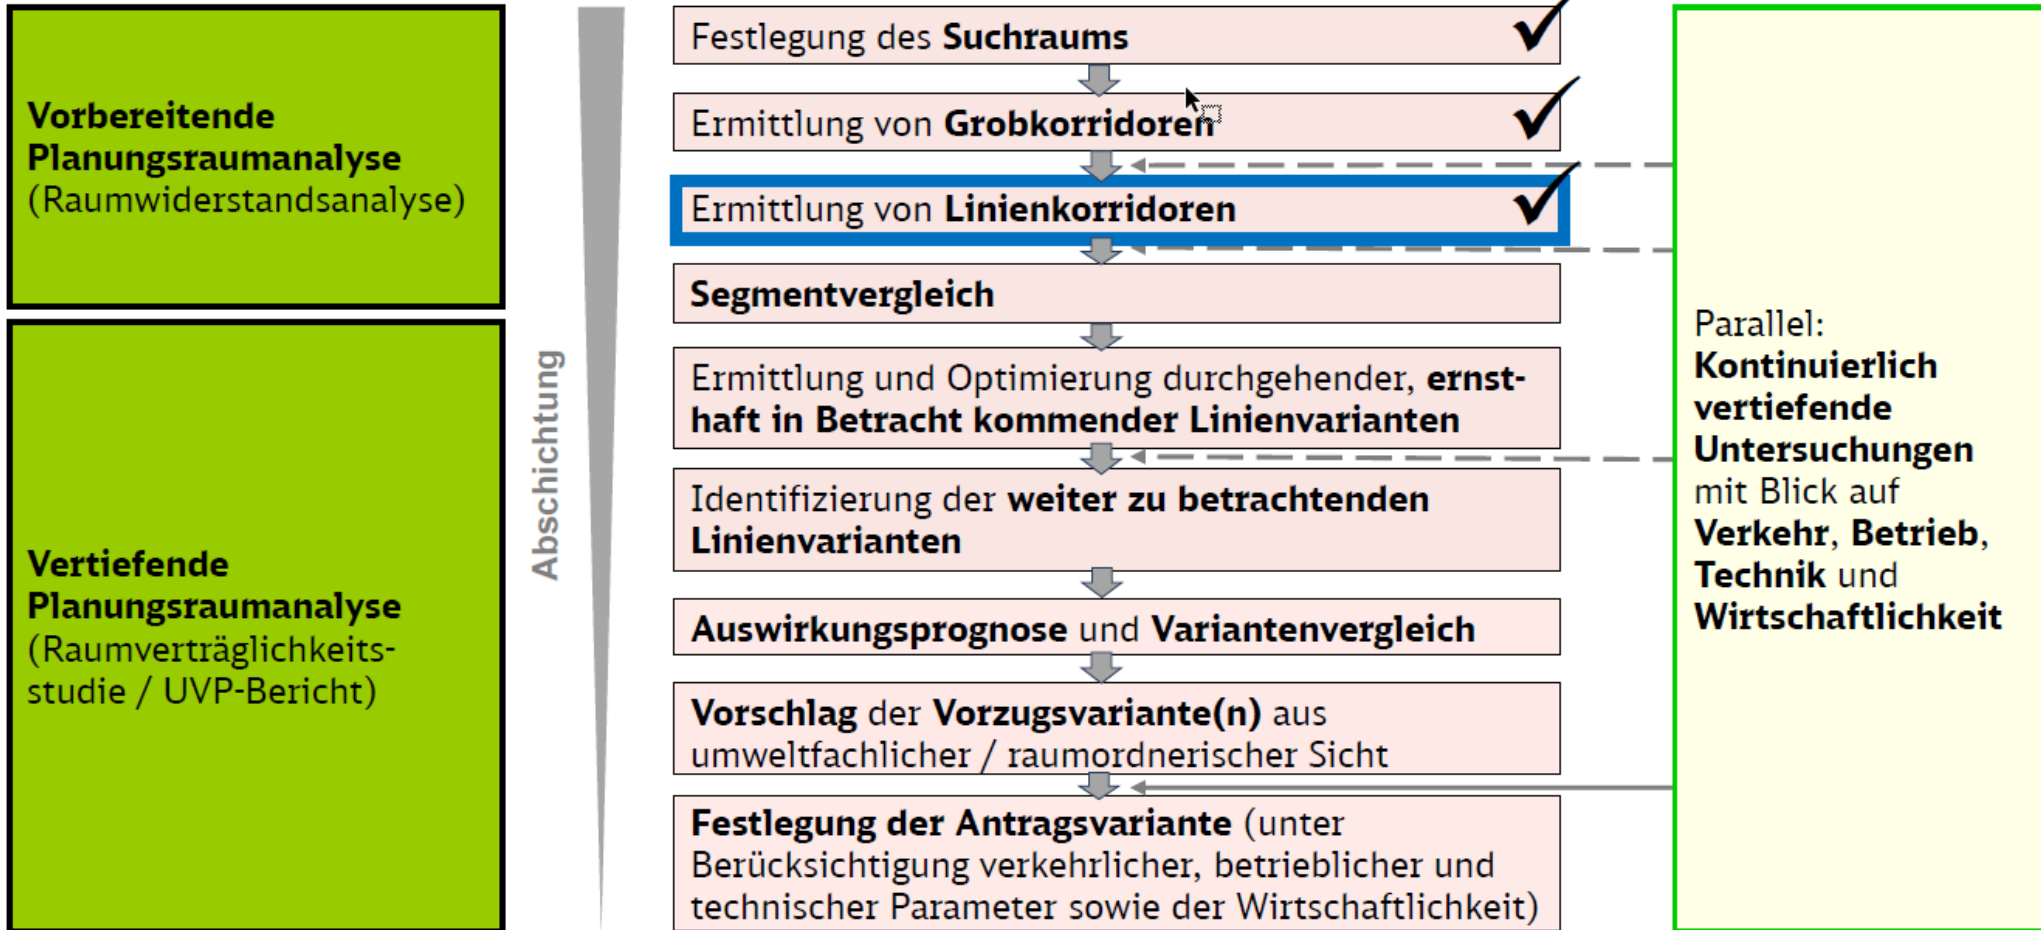 Vorbereitende
Planungsraumanalyse
(Raumwiderstandsanalyse)
Vertiefende
Planungsraumanalyse
(Raumverträglichkeits-
studie / UVP-Bericht)
Abschichtung
Festlegung des Suchraums
Ermittlung von Grobkorridoren
Ermittlung von Linienkorridoren
Segmentvergleich
Ermittlung und Optimierung durchgehender, ernst-
haft in Betracht kommender Linienvarianten
Identifizierung der weiter zu betrachtenden
Linienvarianten
Auswirkungsprognose und Variantenvergleich
Vorschlag der Vorzugsvariante(n) aus
umweltfachlicher / raumordnerischer Sicht
Festlegung der Antragsvariante (unter
Berücksichtigung verkehrlicher, betrieblicher und
technischer Parameter sowie der Wirtschaftlichkeit)
Parallel:
Kontinuierlich
vertiefende
Untersuchungen
mit Blick auf
Verkehr, Betrieb,
Technik und
Wirtschaftlichkeit